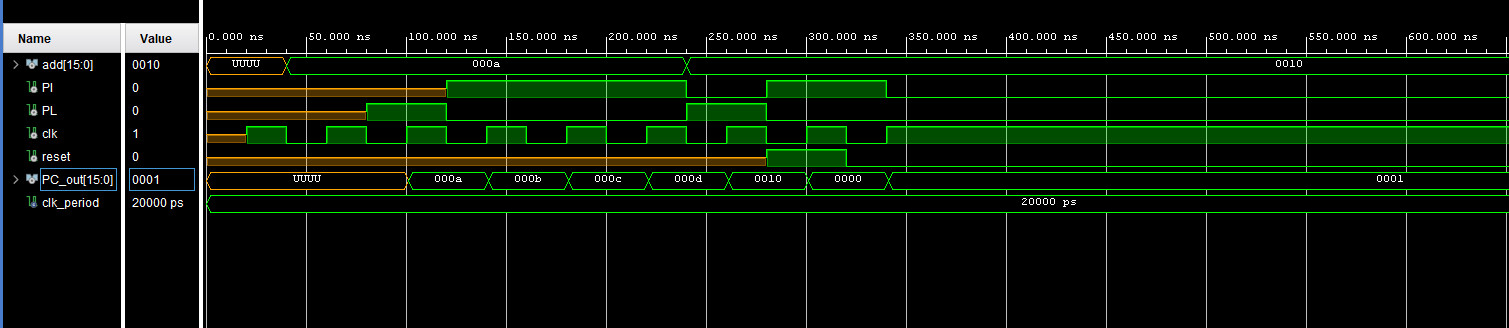 Name Value 0.000 ns 50.000 ns 100.000 ns 150.000 ns 200.000 ns 250.000 ns 300.000 ns 350.000 ns 400.000 ns 450.000 ns 500.000 ns 550.000 ns 600.000 ns
add[15:0] 0010 UUUU 000a 0010
PI 0
PL 0
clk 1
reset 0
PC_out[15:0] 0001 UUUU 000a 000b 000c 000d 0010 0000 0001
clk_period 20000 ps 20000 ps